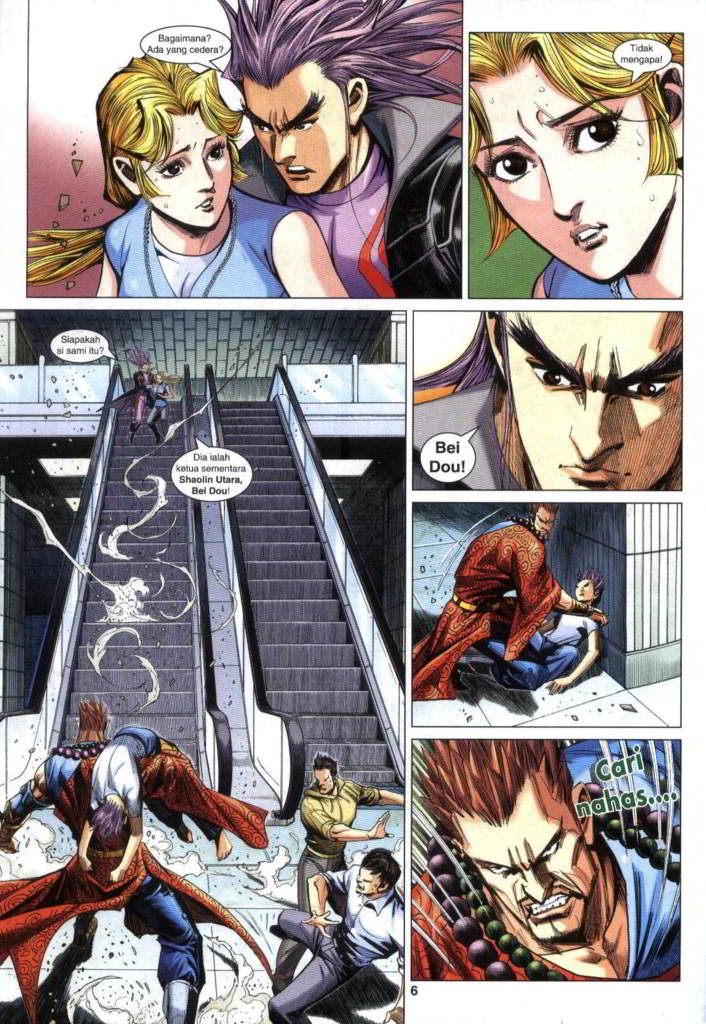 Bagaimana?
Ada yang cedera?
Tidak
mengapa!
Siapakah
si sami itu?
Dia ialah
ketua sementara
Shaolin Utara,
Bei Dou!
Bei
Dou!
Cari
nahas....
6